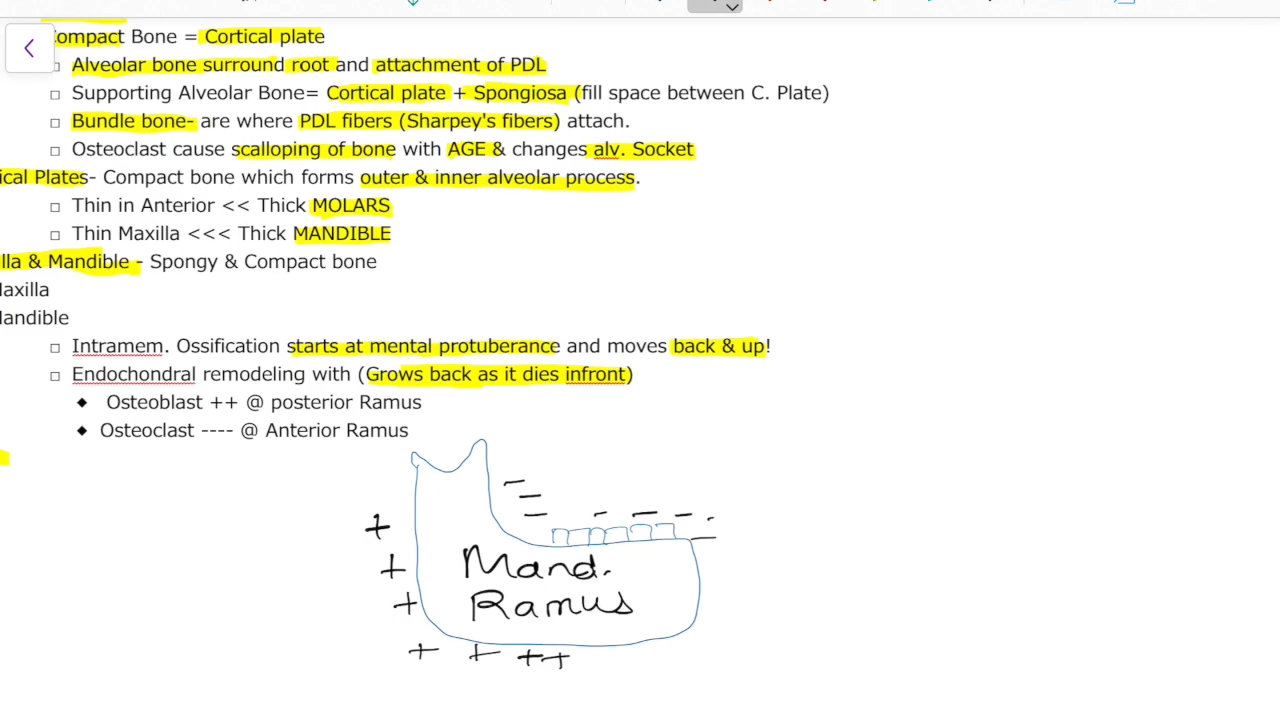 Compact Bone = Cortical plate
□ Alveolar bone surround root and attachment of PDL
□ Supporting Alveolar Bone= Cortical plate + Spongiosa (fill space between C. Plate)
□ Bundle bone- are where PDL fibers (Sharpey's fibers) attach.
□ Osteoclast cause scalloping of bone with AGE & changes alv. Socket
ical Plates- Compact bone which forms outer & inner alveolar process.
□ Thin in Anterior << Thick MOLARS
□ Thin Maxilla <<< Thick MANDIBLE
lla & Mandible - Spongy & Compact bone
Maxilla
Mandible
□ Intramem. Ossification starts at mental protuberance and moves back & up!
□ Endochondral remodeling with (Grows back as it dies infront)
◆ Osteoblast ++ @ posterior Ramus
◆ Osteoclast ---- @ Anterior Ramus
Mand.
Ramus